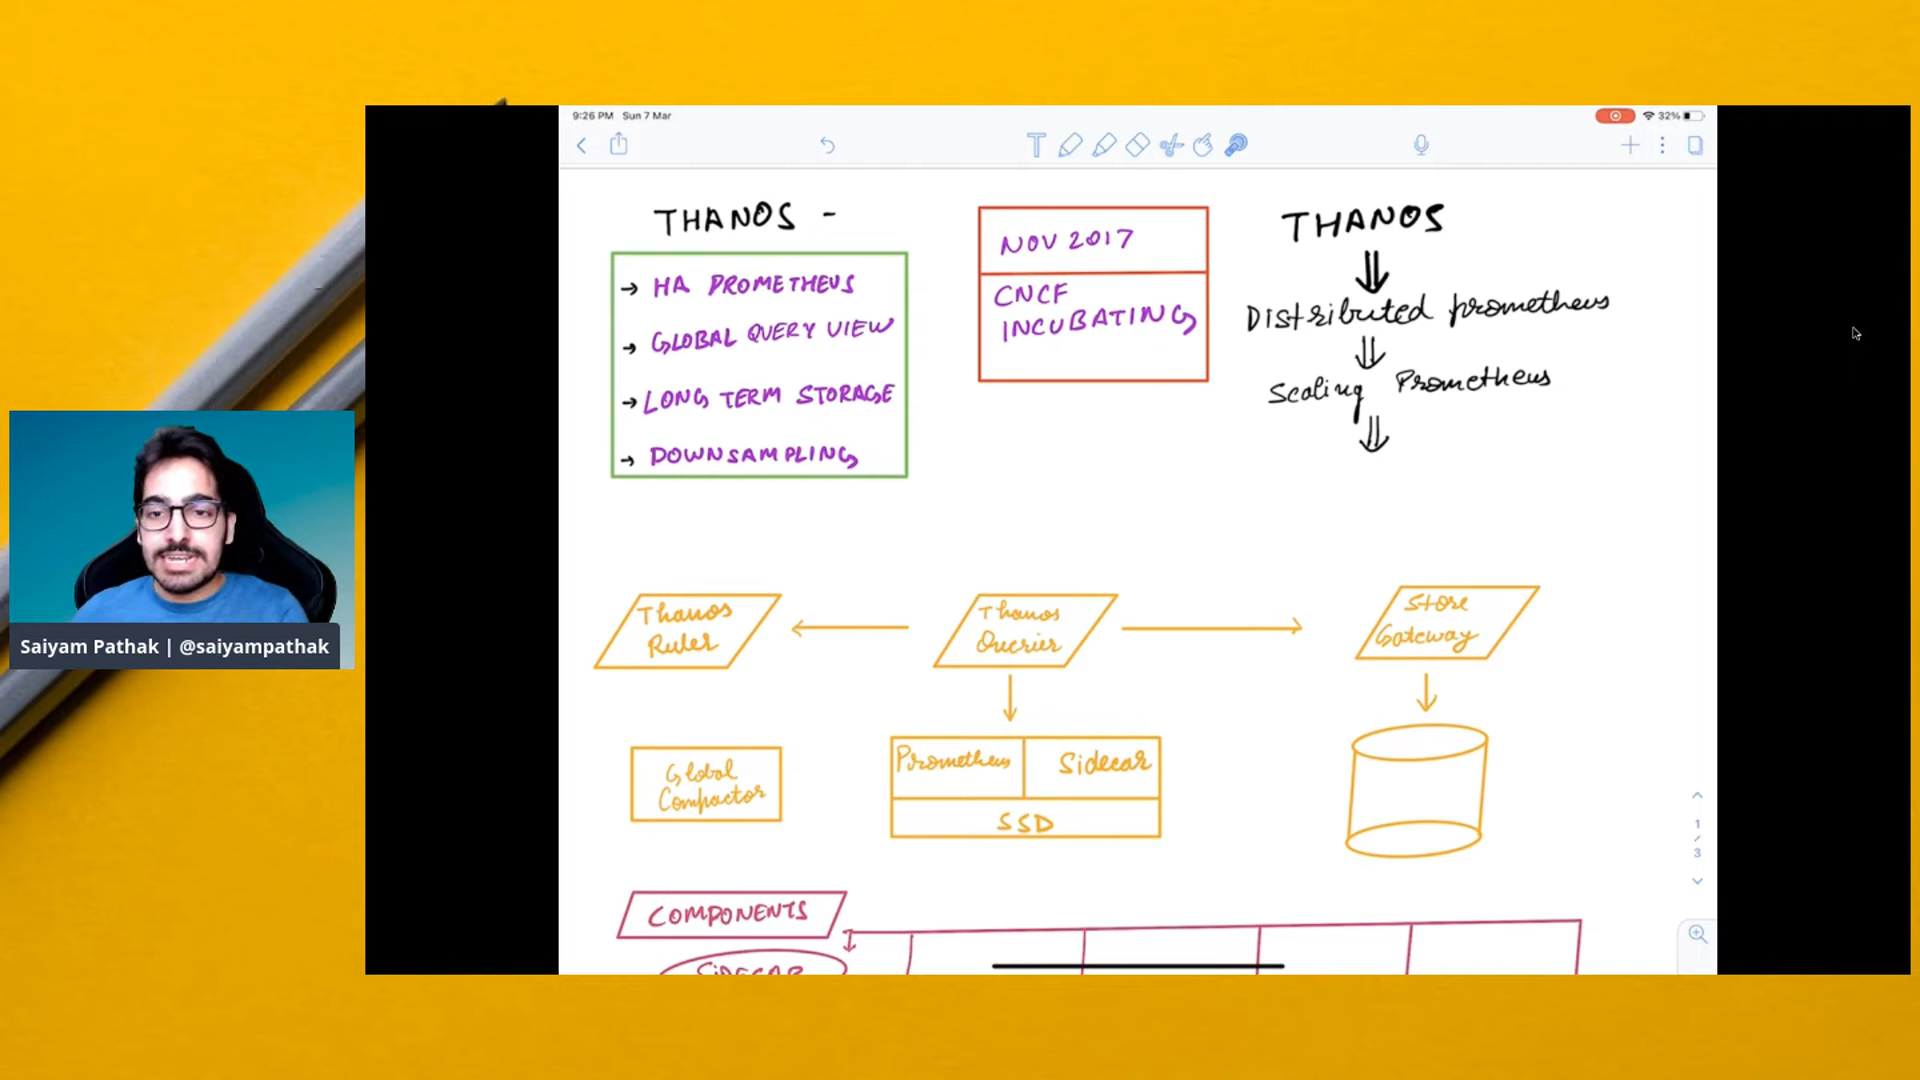 9:26 PM Sun 7 Mar
32%
THANOS -
→ HA PROMETHEUS
→ GLOBAL QUERY VIEW
→ LONG TERM STORAGE
→ DOWNSAMPLING
NOV 2017
CNCF
INCUBATING
THANOS
Distributed prometheus
Scaling Prometheus
Thanos
Ruler
Thanos
Querier
Store
Gateway
Global
Compactor
Prometheus
Sidecar
SSD
COMPONENTS
SIDECAR
1
/
3
Saiyam Pathak | @saiyampathak